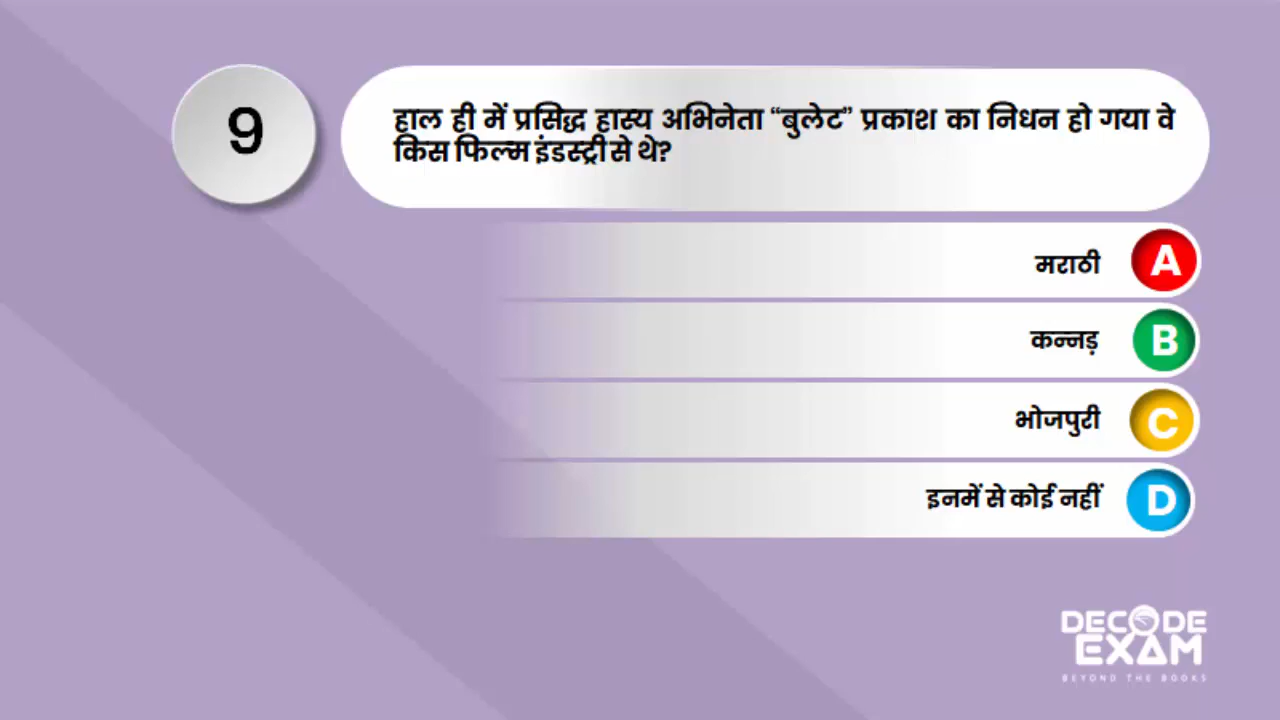 9
हाल ही में प्रसिद्ध हास्य अभिनेता “बुलेट” प्रकाश का निधन हो गया वे
किस फिल्म इंडस्ट्री से थे?
मराठी A
कन्नड़ B
भोजपुरी C
इनमें से कोई नहीं D
DECODE
EXAM
BEYOND THE BOOKS